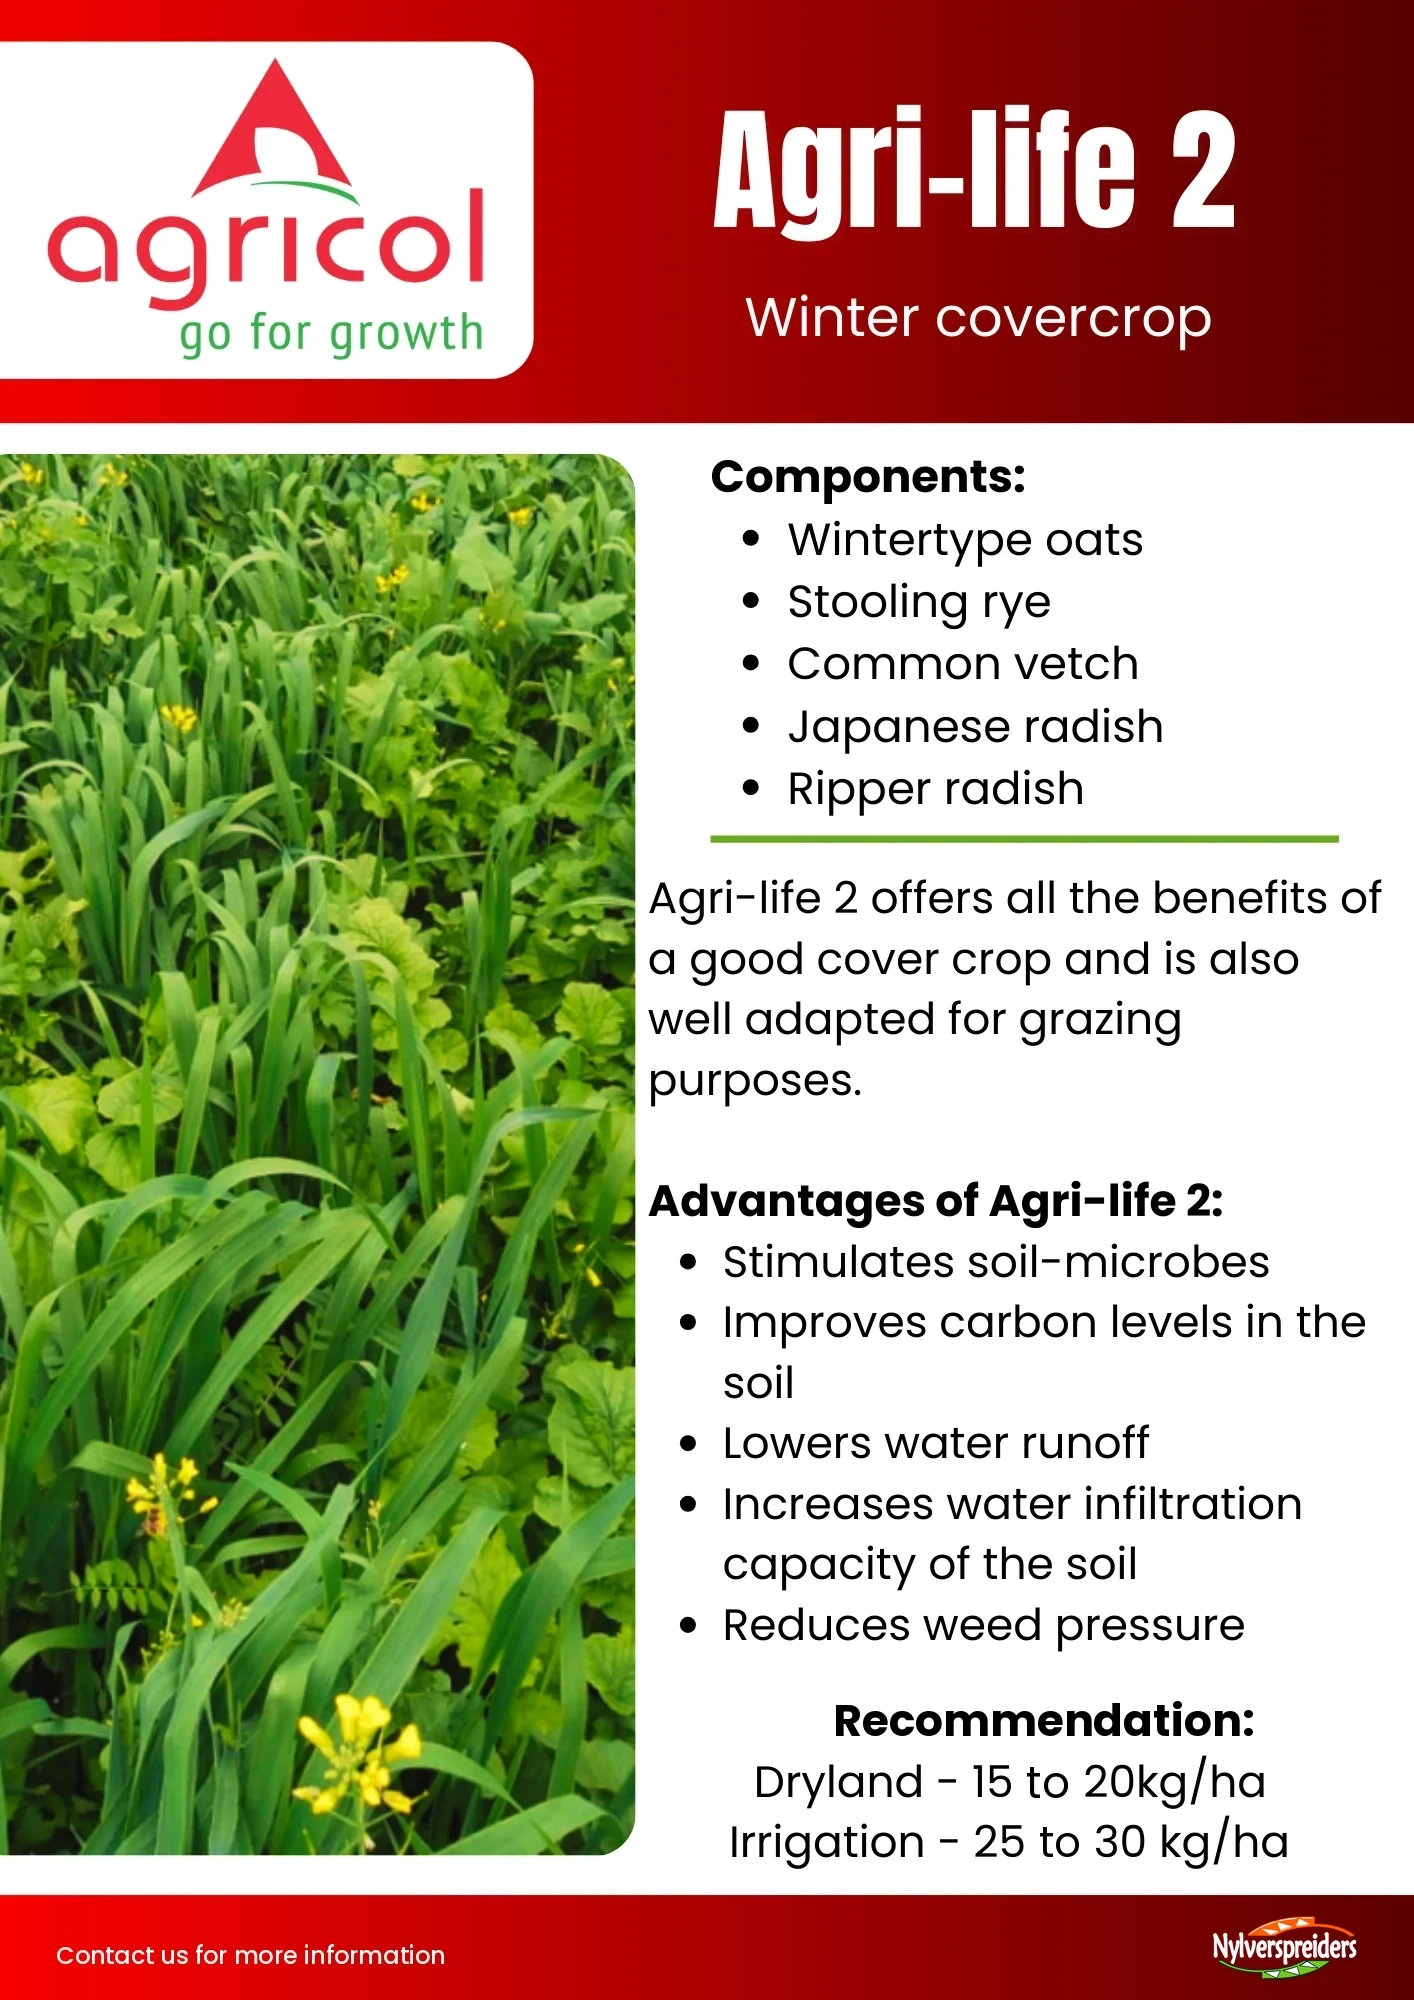 agricol
go for growth
Agri-life 2
Winter covercrop
Components:
• Wintertype oats
• Stooling rye
• Common vetch
• Japanese radish
• Ripper radish
Agri-life 2 offers all the benefits of
a good cover crop and is also
well adapted for grazing
purposes.
Advantages of Agri-life 2:
• Stimulates soil-microbes
• Improves carbon levels in the
soil
• Lowers water runoff
• Increases water infiltration
capacity of the soil
• Reduces weed pressure
Recommendation:
Dryland - 15 to 20kg/ha
Irrigation - 25 to 30 kg/ha
Contact us for more information
Nylverspreiders